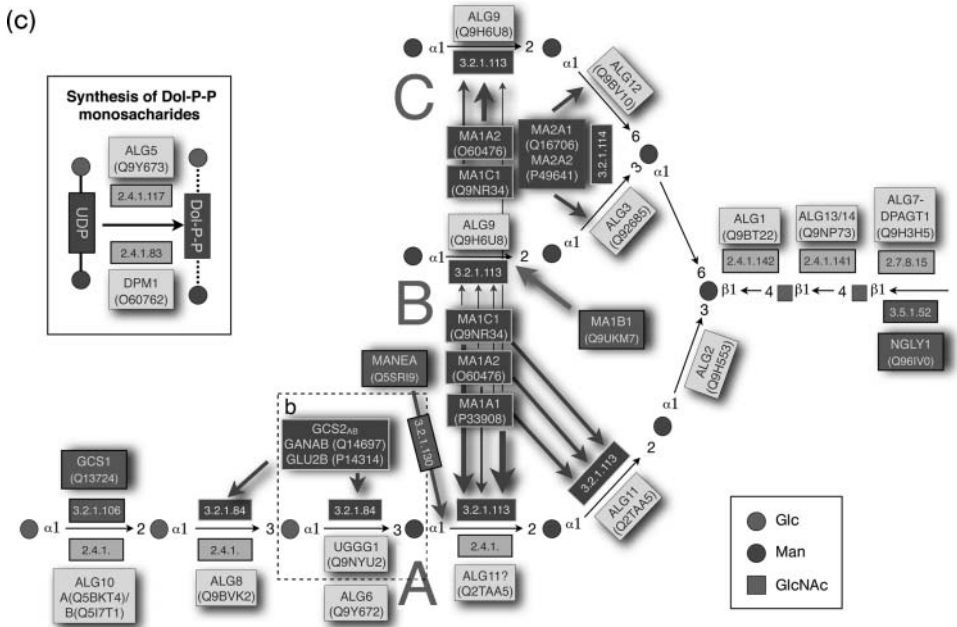 (c)
Synthesis of Dol-P-P
monosacharides
ALG5
(Q9Y673)
2.4.1.117
UDP
Dol-P-P
2.4.1.83
DPM1
(O60762)
ALG9
(Q9H6U8)
α1
2
3.2.1.113
α1
C
ALG12
(Q9BV10)
6
MA1A2
(O60476)
MA1C1
(Q9NR34)
MA2A1
(Q16706)
MA2A2
(P49641)
3.2.1.114
3
α1
ALG3
(Q92685)
ALG9
(Q9H6U8)
α1
2
α1
3.2.1.113
B
ALG1
(Q9BT22)
2.4.1.142
ALG13/14
(Q9NP73)
2.4.1.141
ALG7-
DPAGT1
(Q9H3H5)
2.7.8.15
6
3
β1
4
β1
4
β1
3.5.1.52
NGLY1
(Q96IV0)
MA1C1
(Q9NR34)
MA1A2
(O60476)
MA1A1
(P33908)
MA1B1
(Q9UKM7)
MANEA
(Q5SRI9)
3.2.1.130
ALG2
(Q9H553)
α1
2
3.2.1.113
ALG11
(Q2TAA5)
b
GCS2AB
GANAB (Q14697)
GLU2B (P14314)
GCS1
(Q13724)
3.2.1.106
3.2.1.84
3.2.1.84
3.2.1.113
α1
2
α1
3
α1
3
α1
2
α1
2.4.1.
2.4.1.
UGGG1
(Q9NYU2)
2.4.1.
A
ALG10
A(Q5BKT4)/
B(Q5I7T1)
ALG8
(Q9BVK2)
ALG6
(Q9Y672)
ALG11?
(Q2TAA5)
Glc
Man
GlcNAc